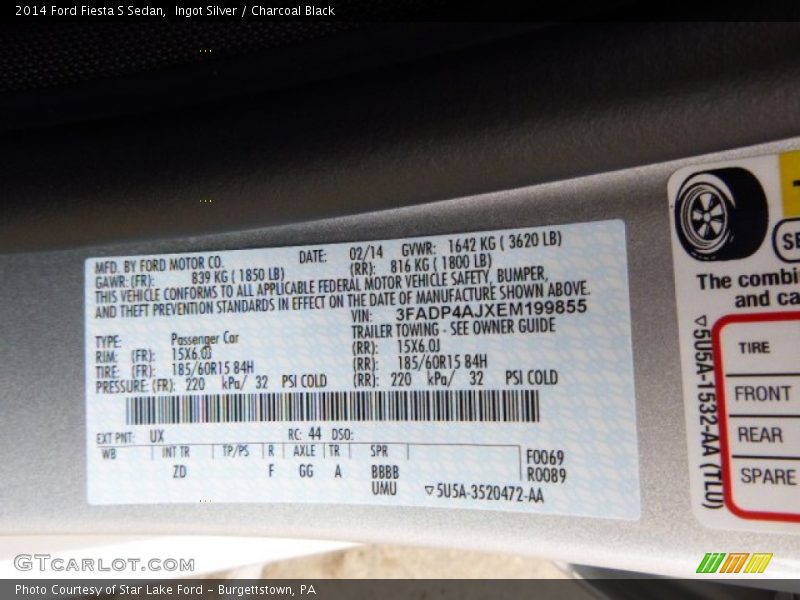 2014 Ford Fiesta S Sedan,  Ingot Silver / Charcoal Black
MFD. BY FORD MOTOR CO. DATE: 02/14 GVWR: 1642 KG ( 3620 LB)
GAWR: (FR): 839 KG ( 1850 LB) (RR): 816 KG ( 1800 LB)
THIS VEHICLE CONFORMS TO ALL APPLICABLE FEDERAL MOTOR VEHICLE SAFETY, BUMPER,
AND THEFT PREVENTION STANDARDS IN EFFECT ON THE DATE OF MANUFACTURE SHOWN ABOVE.
VIN: 3FADP4AJXEM199855
TYPE: Passenger Car TRAILER TOWING - SEE OWNER GUIDE
RIM: (FR): 15X6.0J (RR): 15X6.0J
TIRE: (FR): 185/60R15 84H (RR): 185/60R15 84H
PRESSURE: (FR): 220 kPa/ 32 PSI COLD (RR): 220 kPa/ 32 PSI COLD
EXT PNT: UX RC: 44 DSO:
WB INT TR TP/PS R AXLE TR SPR F0069
ZD F GG A BBBB R0089
UMU ▽5U5A-3520472-AA
The combi
and ca
TIRE
FRONT
REAR
SPARE
▽5U5A-1532-AA (TLU)
GTCARLOT.COM
Photo Courtesy of Star Lake Ford - Burgettstown, PA